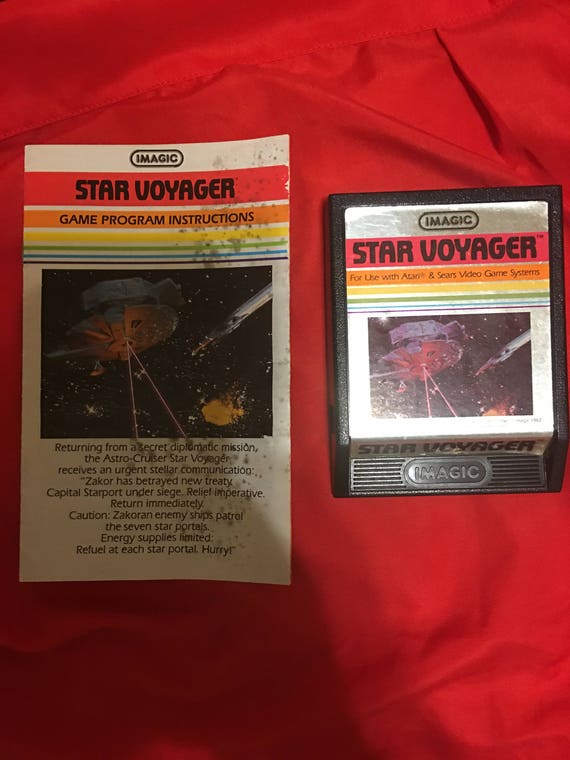 IMAGIC
STAR VOYAGER
GAME PROGRAM INSTRUCTIONS
Returning from a secret diplomatic mission,
the Astro-Cruiser Star Voyager
receives an urgent stellar communication:
"Zakor has betrayed new treaty.
Capital Starport under siege. Relief imperative.
Return immediately.
Caution: Zakoran enemy ships patrol
the seven star portals.
Energy supplies limited:
Refuel at each star portal. Hurry!"
IMAGIC
STAR VOYAGER™
For Use with Atari® & Sears Video Game Systems
Imagic 1982
STAR VOYAGER
IMAGIC